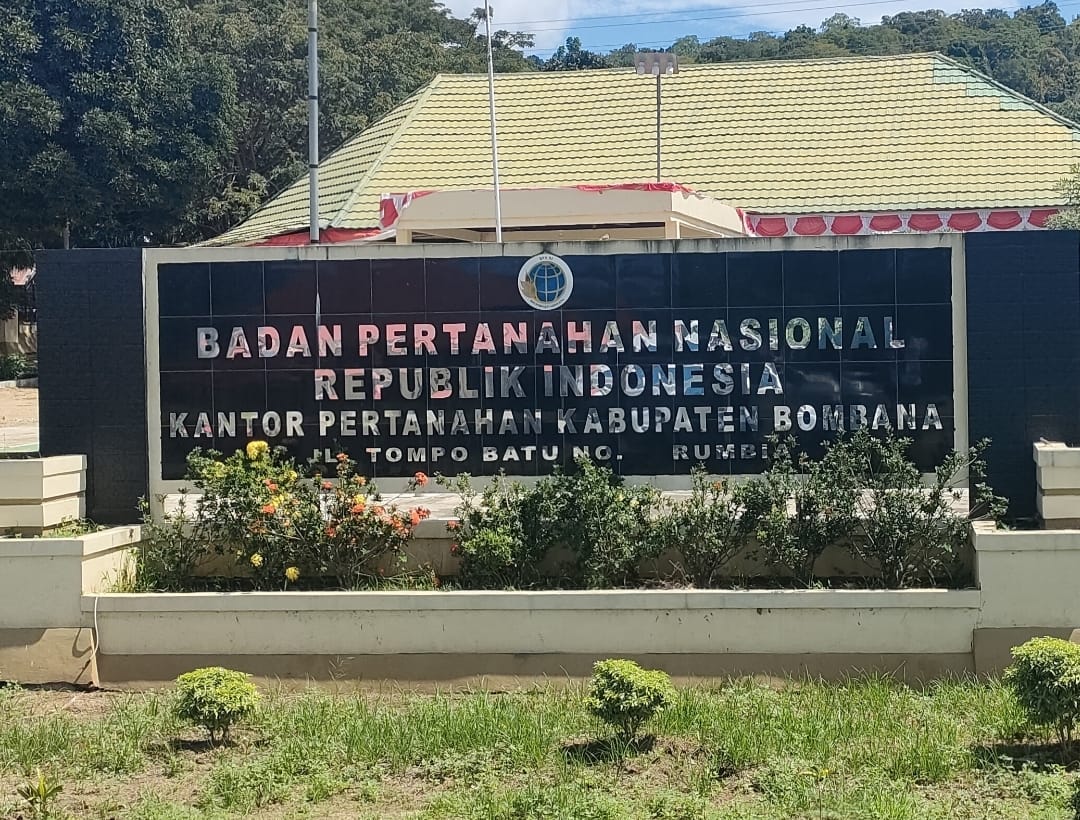 BADAN PERTANAHAN NASIONAL
REPUBLIK INDONESIA
KANTOR PERTANAHAN KABUPATEN BOMBANA
JL. TOMPO BATU NO. RUMBIA